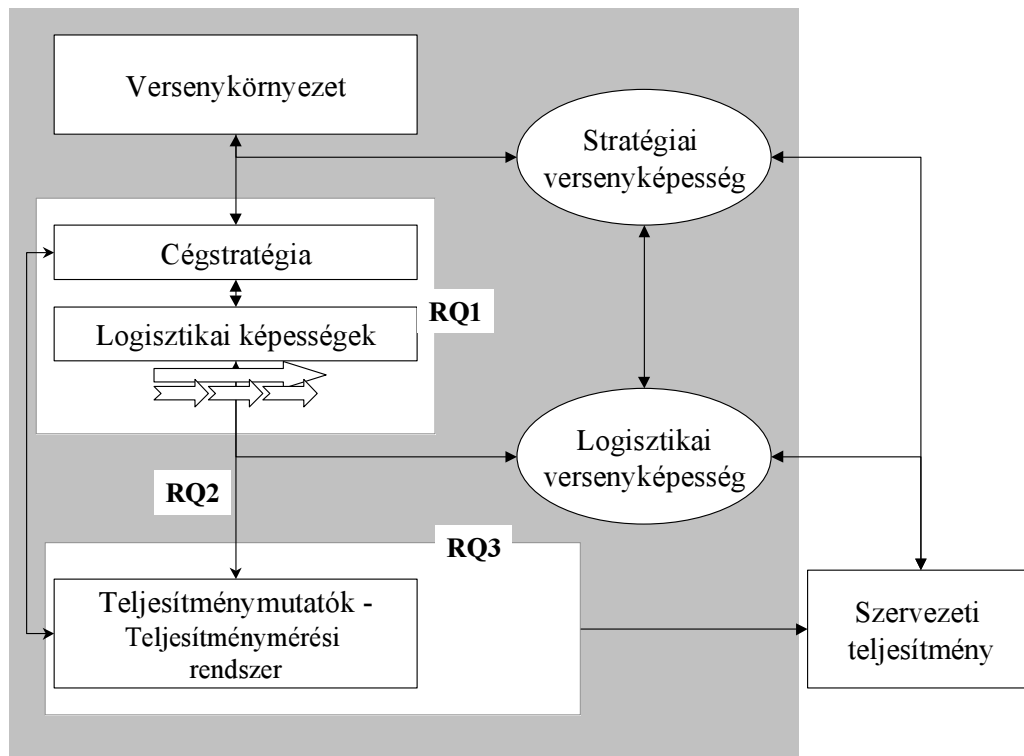 Versenykörnyezet
Stratégiai
versenyképesség
Cégstratégia
RQ1
Logisztikai képességek
Logisztikai
versenyképesség
RQ2
RQ3
Teljesítménymutatók -
Teljesítménymérési
rendszer
Szervezeti
teljesítmény